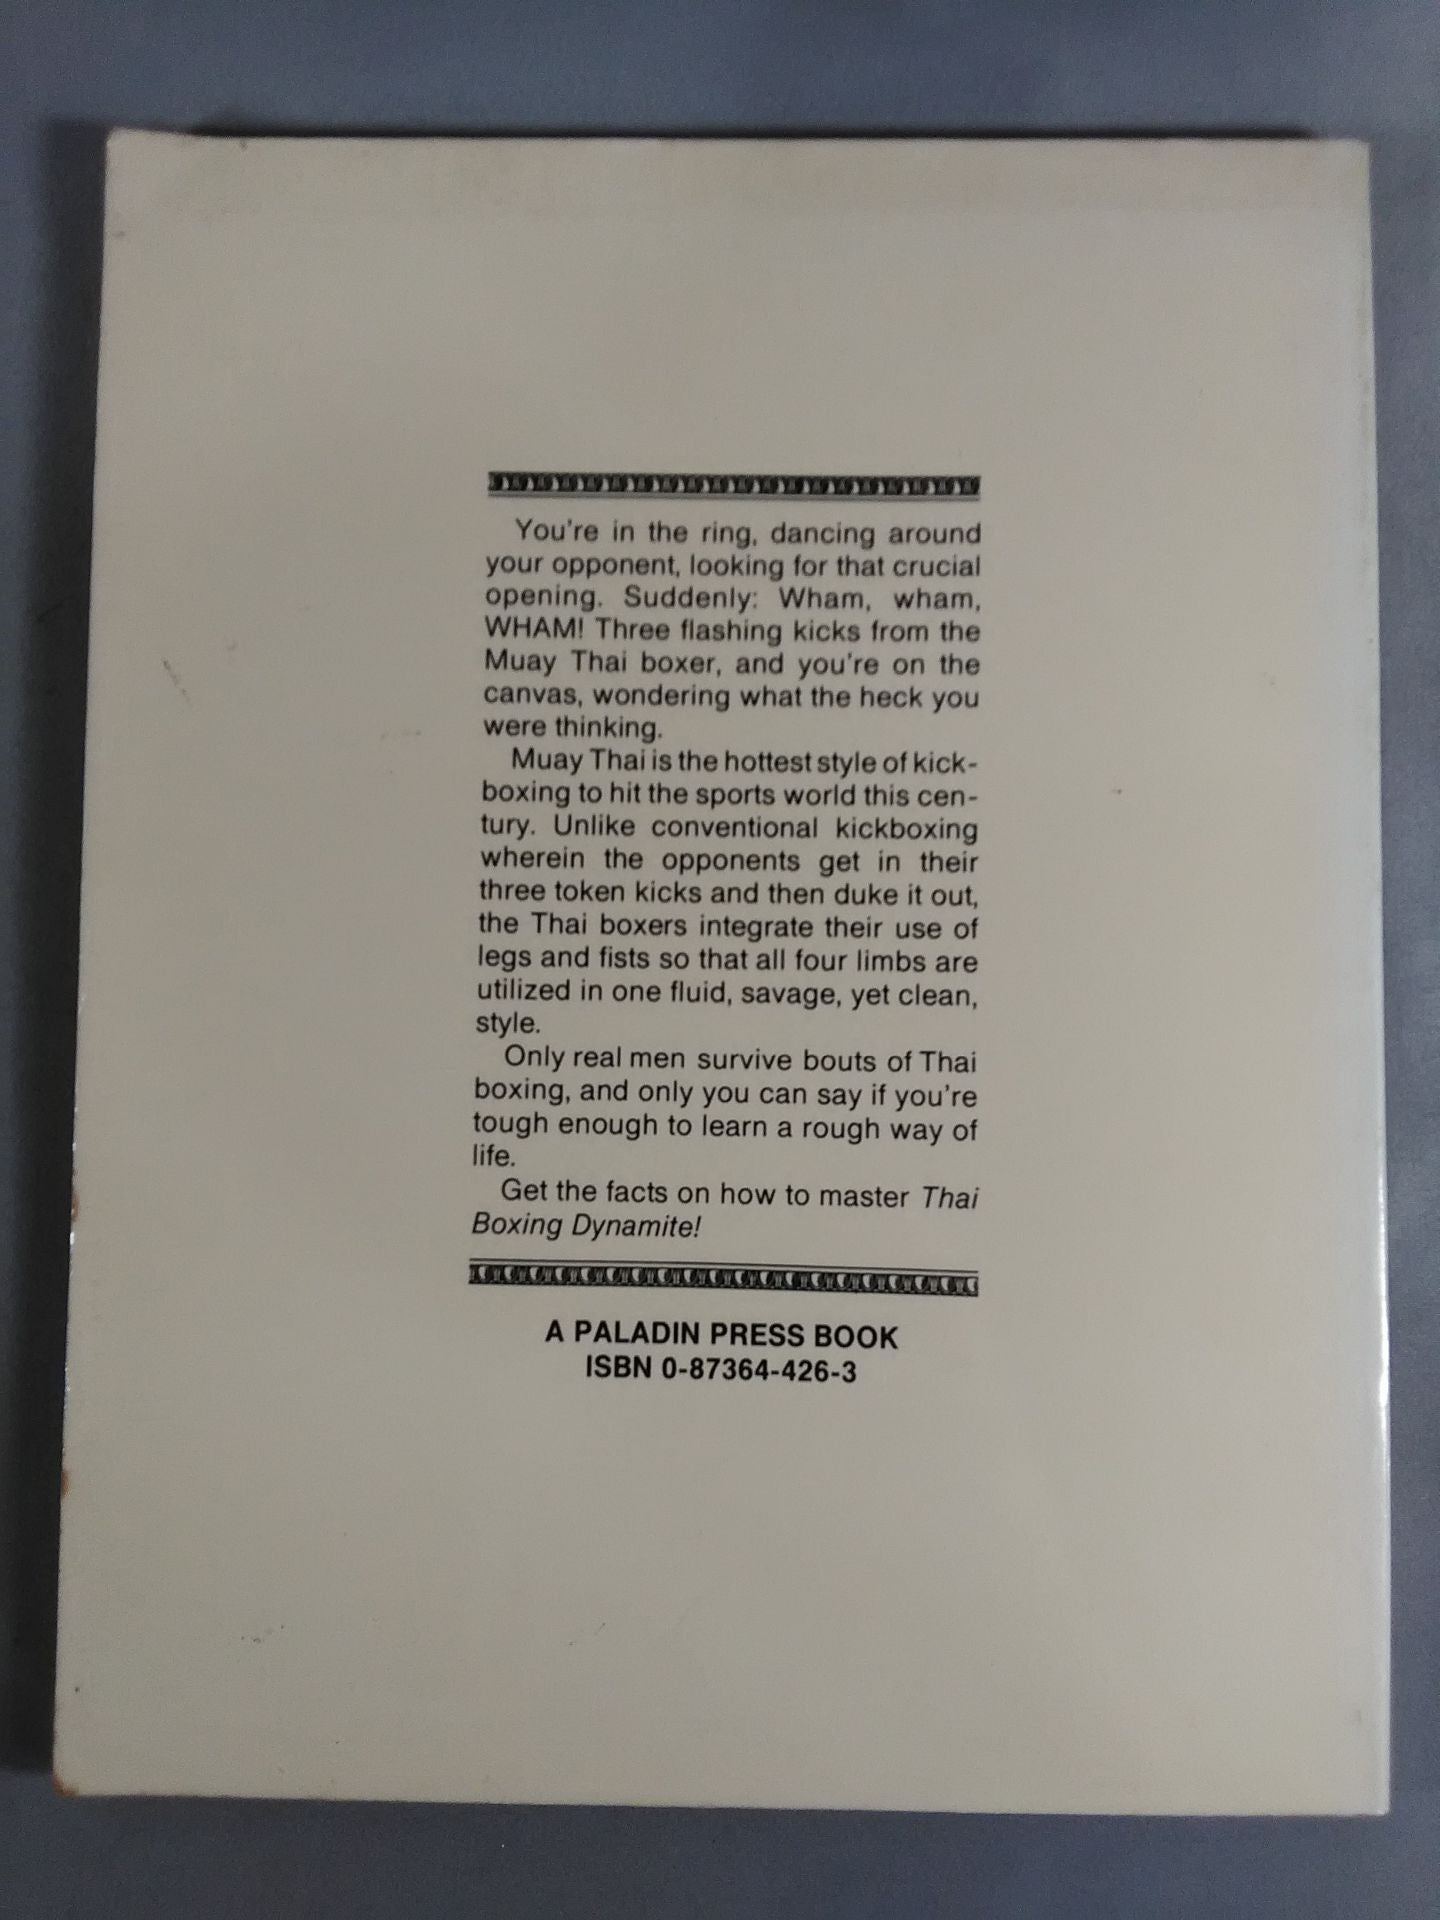 You're in the ring, dancing around
your opponent, looking for that crucial
opening. Suddenly: Wham, wham,
WHAM! Three flashing kicks from the
Muay Thai boxer, and you're on the
canvas, wondering what the heck you
were thinking.
Muay Thai is the hottest style of kick-
boxing to hit the sports world this cen-
tury. Unlike conventional kickboxing
wherein the opponents get in their
three token kicks and then duke it out,
the Thai boxers integrate their use of
legs and fists so that all four limbs are
utilized in one fluid, savage, yet clean,
style.
Only real men survive bouts of Thai
boxing, and only you can say if you're
tough enough to learn a rough way of
life.
Get the facts on how to master Thai
Boxing Dynamite!
A PALADIN PRESS BOOK
ISBN 0-87364-426-3